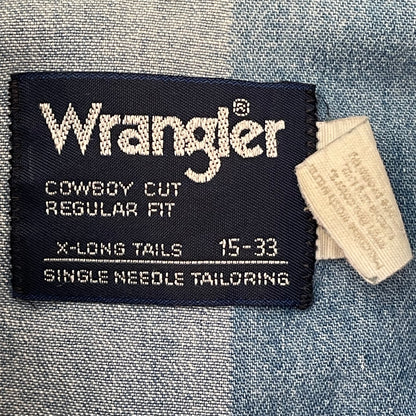 Wrangler®
COWBOY CUT
REGULAR FIT
X-LONG TAILS 15-33
SINGLE NEEDLE TAILORING